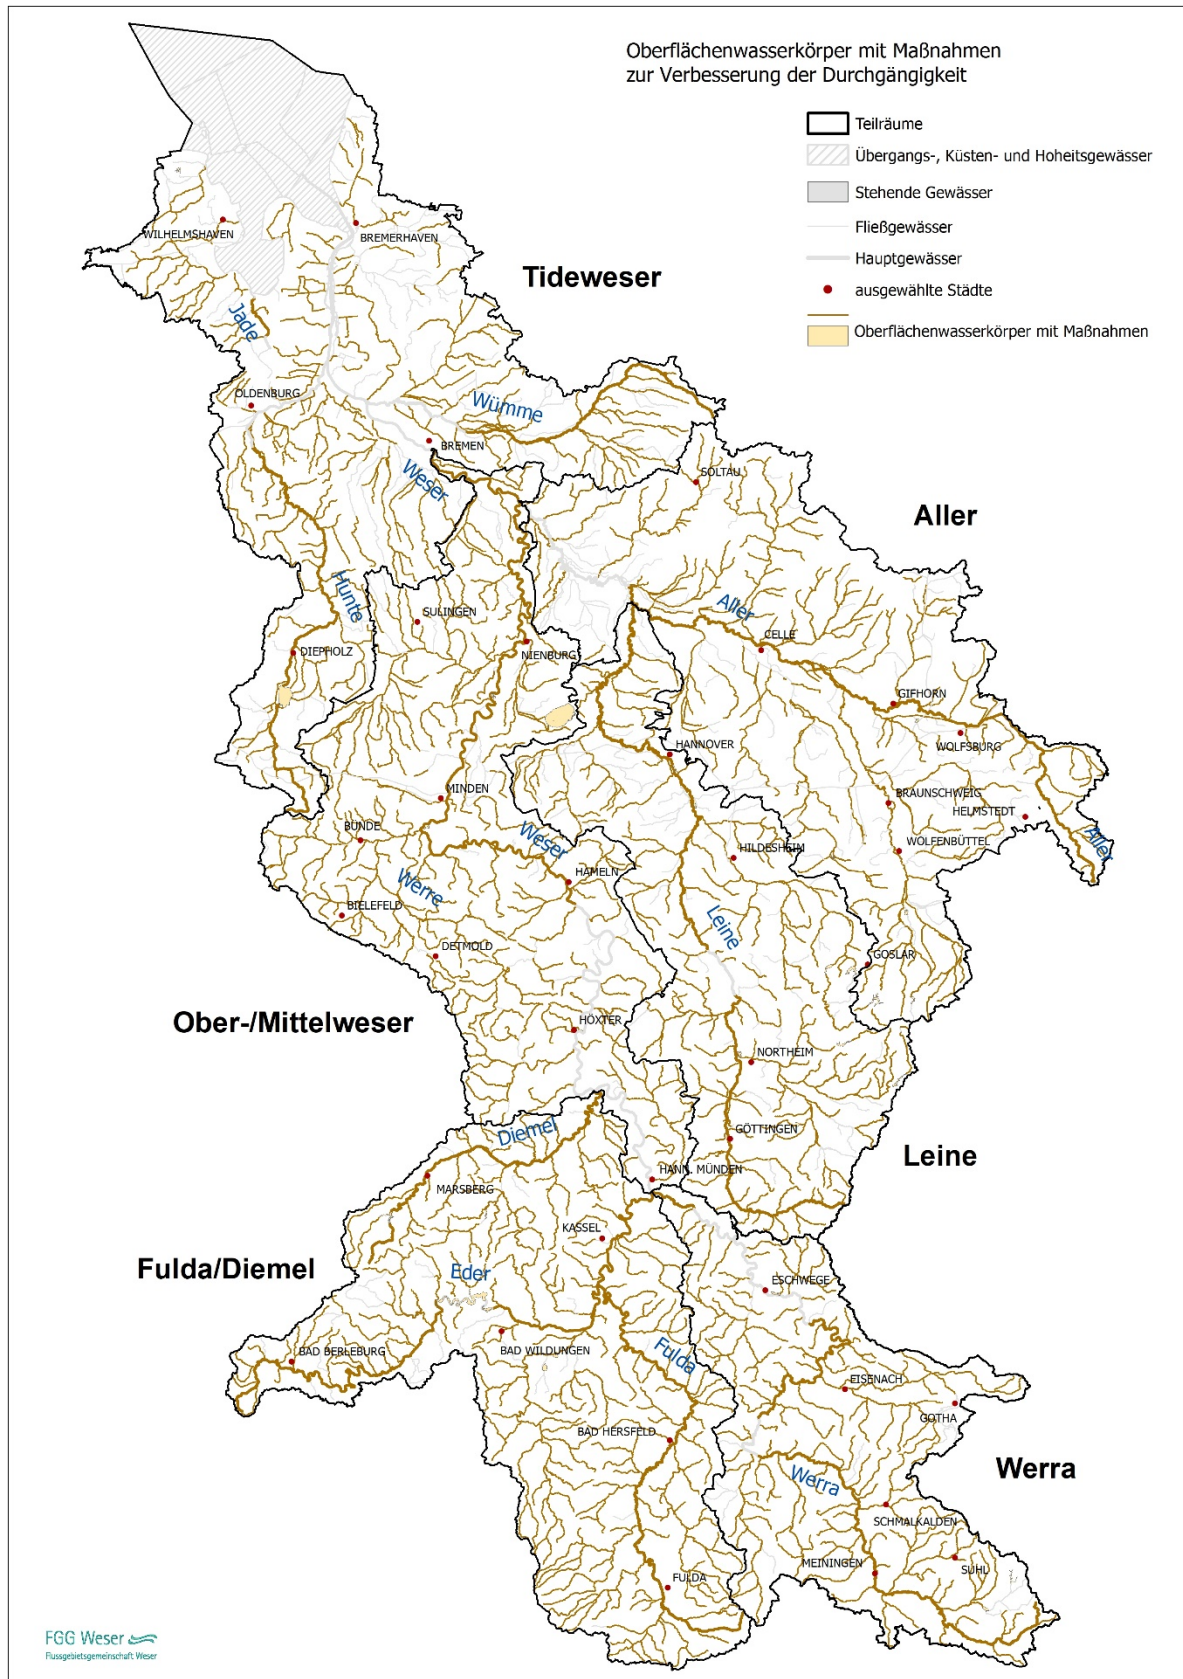 Oberflächenwasserkörper mit Maßnahmen
zur Verbesserung der Durchgängigkeit
Teilräume
Übergangs-, Küsten- und Hoheitsgewässer
Stehende Gewässer
Fließgewässer
Hauptgewässer
ausgewählte Städte
Oberflächenwasserkörper mit Maßnahmen
WILHELMSHAVEN
BREMERHAVEN
Tideweser
Jade
OLDENBURG
Wümme
BREMEN
Weser
SOLTAU
Aller
Hunte
SULINGEN
Aller
CELLE
DIEPHOLZ
NIENBURG
GIFHORN
WOLFSBURG
HANNOVER
MINDEN
BRAUNSCHWEIG
HELMSTEDT
BÜNDE
Weser
HILDESHEIM
WOLFENBÜTTEL
Aller
HAMELN
Werre
BIELEFELD
Leine
DETMOLD
GOSLAR
Ober-/Mittelweser
HÖXTER
NORTHEIM
Diemel
GÖTTINGEN
Leine
HANN. MÜNDEN
MARSBERG
KASSEL
Fulda/Diemel
Eder
ESCHWEGE
BAD WILDUNGEN
BAD BERLEBURG
Fulda
EISENACH
GOTHA
BAD HERSFELD
Werra
Werra
SCHMALKALDEN
MEININGEN
SUHL
FULDA
FGG Weser
Flussgebietsgemeinschaft Weser